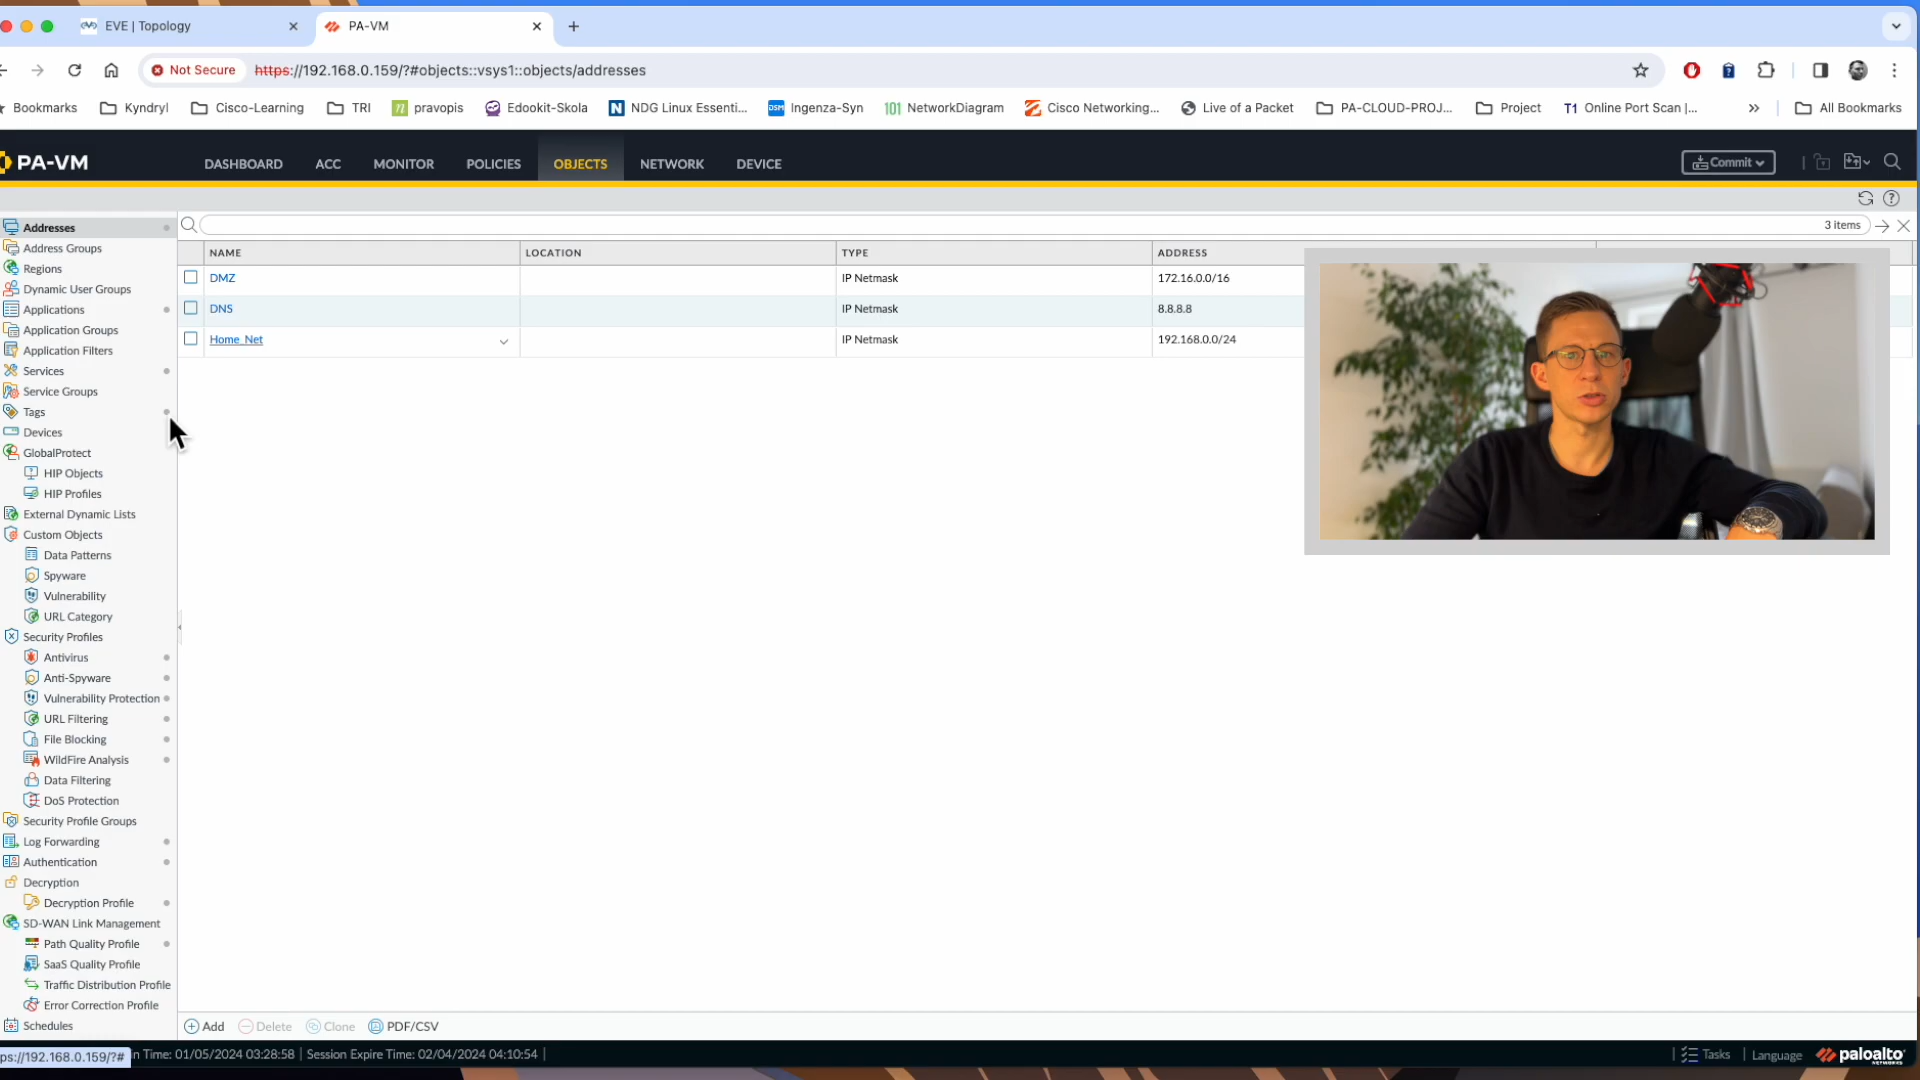 EVE | Topology
PA-VM
Not Secure https://192.168.0.159/?#objects::vsys1::objects/addresses
Bookmarks Kyndryl Cisco-Learning TRI pravopis Edookit-Skola NDG Linux Essenti... Ingenza-Syn NetworkDiagram Cisco Networking... Live of a Packet PA-CLOUD-PROJ... Project Online Port Scan |... All Bookmarks
PA-VM DASHBOARD ACC MONITOR POLICIES OBJECTS NETWORK DEVICE Commit
Addresses
Address Groups
Regions
Dynamic User Groups
Applications
Application Groups
Application Filters
Services
Service Groups
Tags
Devices
GlobalProtect
HIP Objects
HIP Profiles
External Dynamic Lists
Custom Objects
Data Patterns
Spyware
Vulnerability
URL Category
Security Profiles
Antivirus
Anti-Spyware
Vulnerability Protection
URL Filtering
File Blocking
WildFire Analysis
Data Filtering
DoS Protection
Security Profile Groups
Log Forwarding
Authentication
Decryption
Decryption Profile
SD-WAN Link Management
Path Quality Profile
SaaS Quality Profile
Traffic Distribution Profile
Error Correction Profile
Schedules
3 items
NAME LOCATION TYPE ADDRESS
DMZ IP Netmask 172.16.0.0/16
DNS IP Netmask 8.8.8.8
Home_Net IP Netmask 192.168.0.0/24
Add Delete Clone PDF/CSV
ps://192.168.0.159/?# n Time: 01/05/2024 03:28:58 | Session Expire Time: 02/04/2024 04:10:54 |
Tasks | Language paloalto
NETWORKS